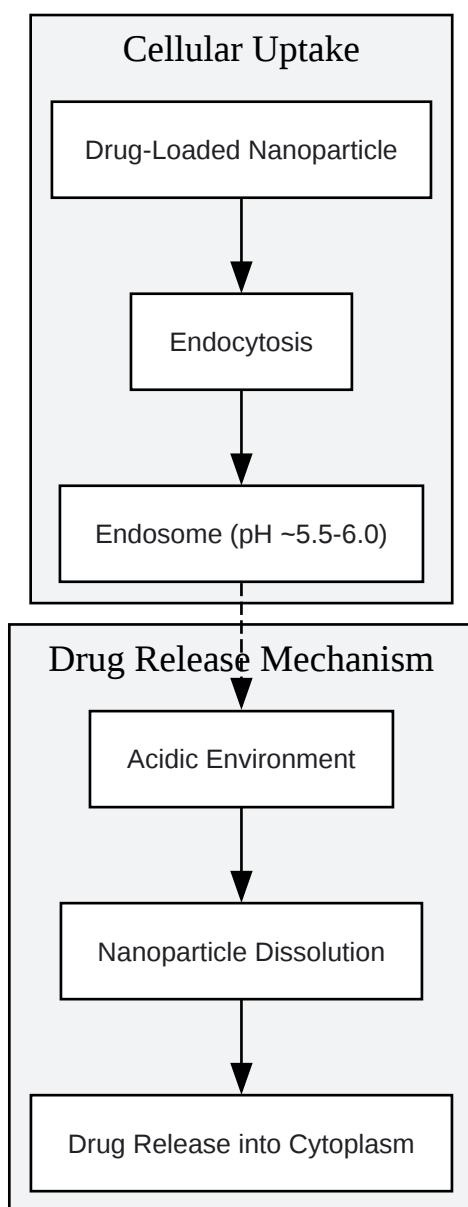 Cellular Uptake
Drug-Loaded Nanoparticle
Endocytosis
Endosome (pH ~5.5-6.0)
Drug Release Mechanism
Acidic Environment
Nanoparticle Dissolution
Drug Release into Cytoplasm